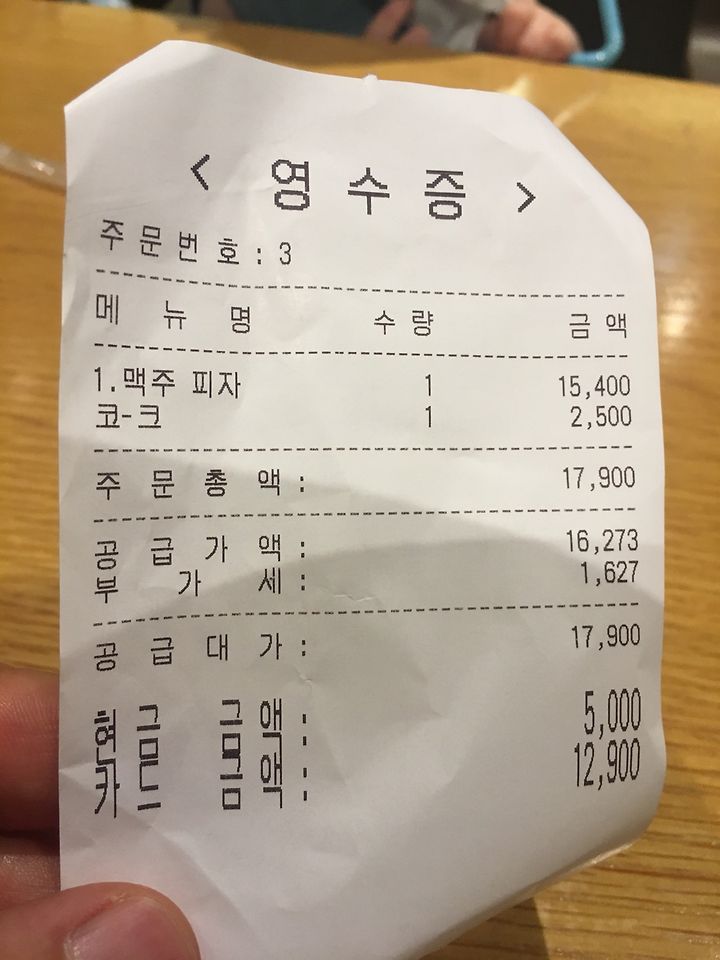 < 영 수 증 >
주 문 번 호 : 3
메 뉴 명 수 량 금 액
1.맥주 피자 1 15,400
코-크 1 2,500
주 문 총 액 : 17,900
공 급 가 액 : 16,273
부 가 세 : 1,627
공 급 대 가 : 17,900
현 금 금 액 : 5,000
카 드 금 액 : 12,900